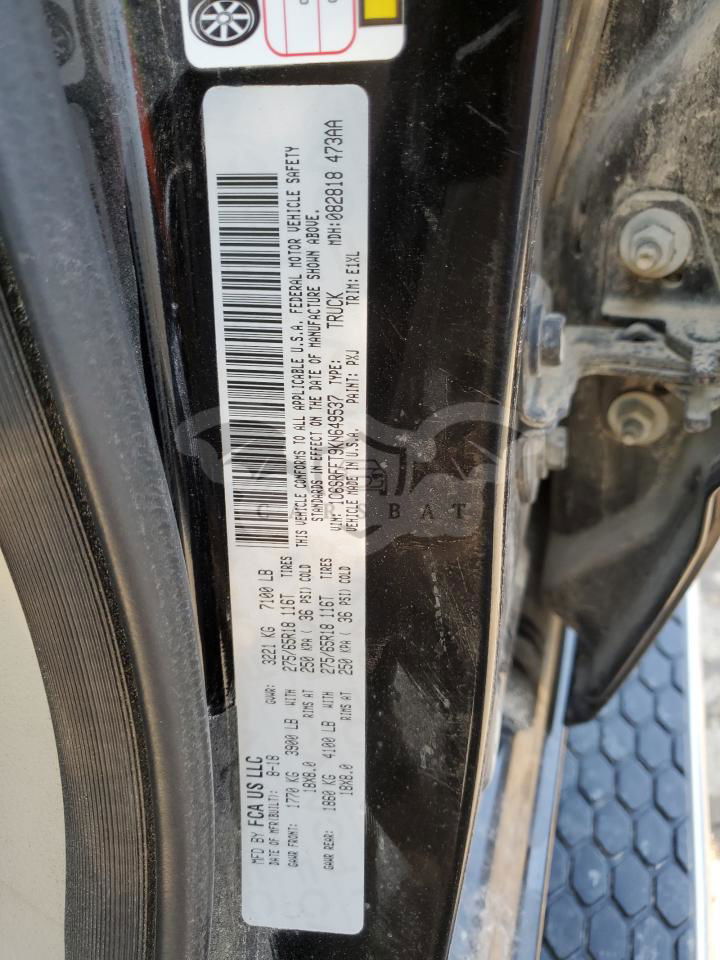 MFD BY FCA US LLC
DATE OF MFR(BUILT): 8-18 GVWR: 3221 KG 7100 LB
GAWR FRONT: 1770 KG 3900 LB WITH 275/65R18 116T TIRES
18X8.0 RIMS AT 250 KPA ( 36 PSI) COLD
GAWR REAR: 1860 KG 4100 LB WITH 275/65R18 116T TIRES
18X8.0 RIMS AT 250 KPA ( 36 PSI) COLD
THIS VEHICLE CONFORMS TO ALL APPLICABLE U.S.A. FEDERAL MOTOR VEHICLE SAFETY
STANDARDS IN EFFECT ON THE DATE OF MANUFACTURE SHOWN ABOVE.
VIN: 1C6SRFFT9KN649537 TYPE: TRUCK MDH:082818 473AA
VEHICLE MADE IN U.S.A. PAINT: PXJ TRIM: E1XL
CARSBAT